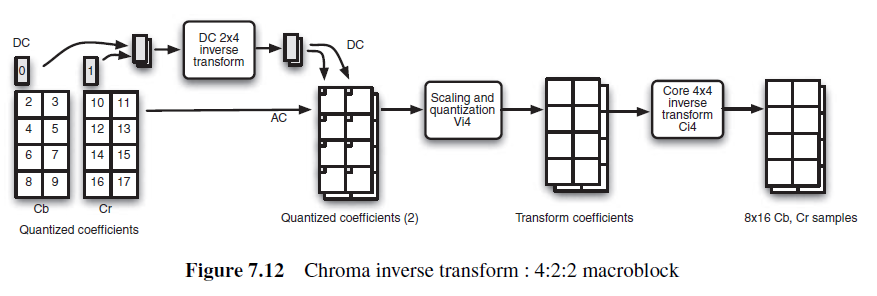 DC
DC 2x4
inverse
transform
DC
0
1
2 3
10 11
4 5
12 13
6 7
14 15
8 9
16 17
AC
Scaling and
quantization
Vi4
Core 4x4
inverse
transform
Ci4
Cb
Cr
Quantized coefficients
Quantized coefficients (2)
Transform coefficients
8x16 Cb, Cr samples
Figure 7.12 Chroma inverse transform : 4:2:2 macroblock